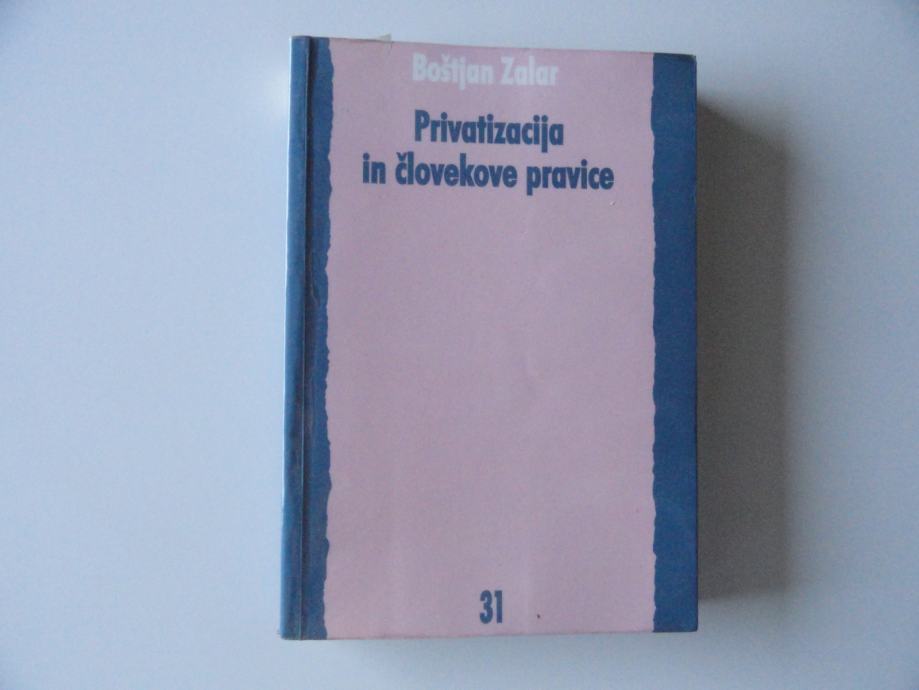 Boštjan Zalar
Privatizacija
in človekove pravice
31